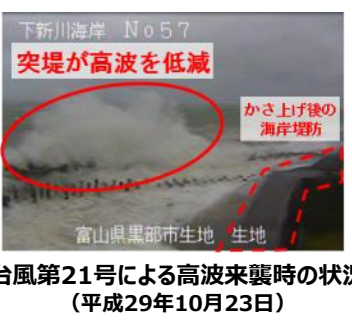 下新川海岸 No57
突堤が高波を低減
かさ上げ後の
海岸堤防
富山県黒部市生地 生地
台風第21号による高波来襲時の状況
(平成29年10月23日)